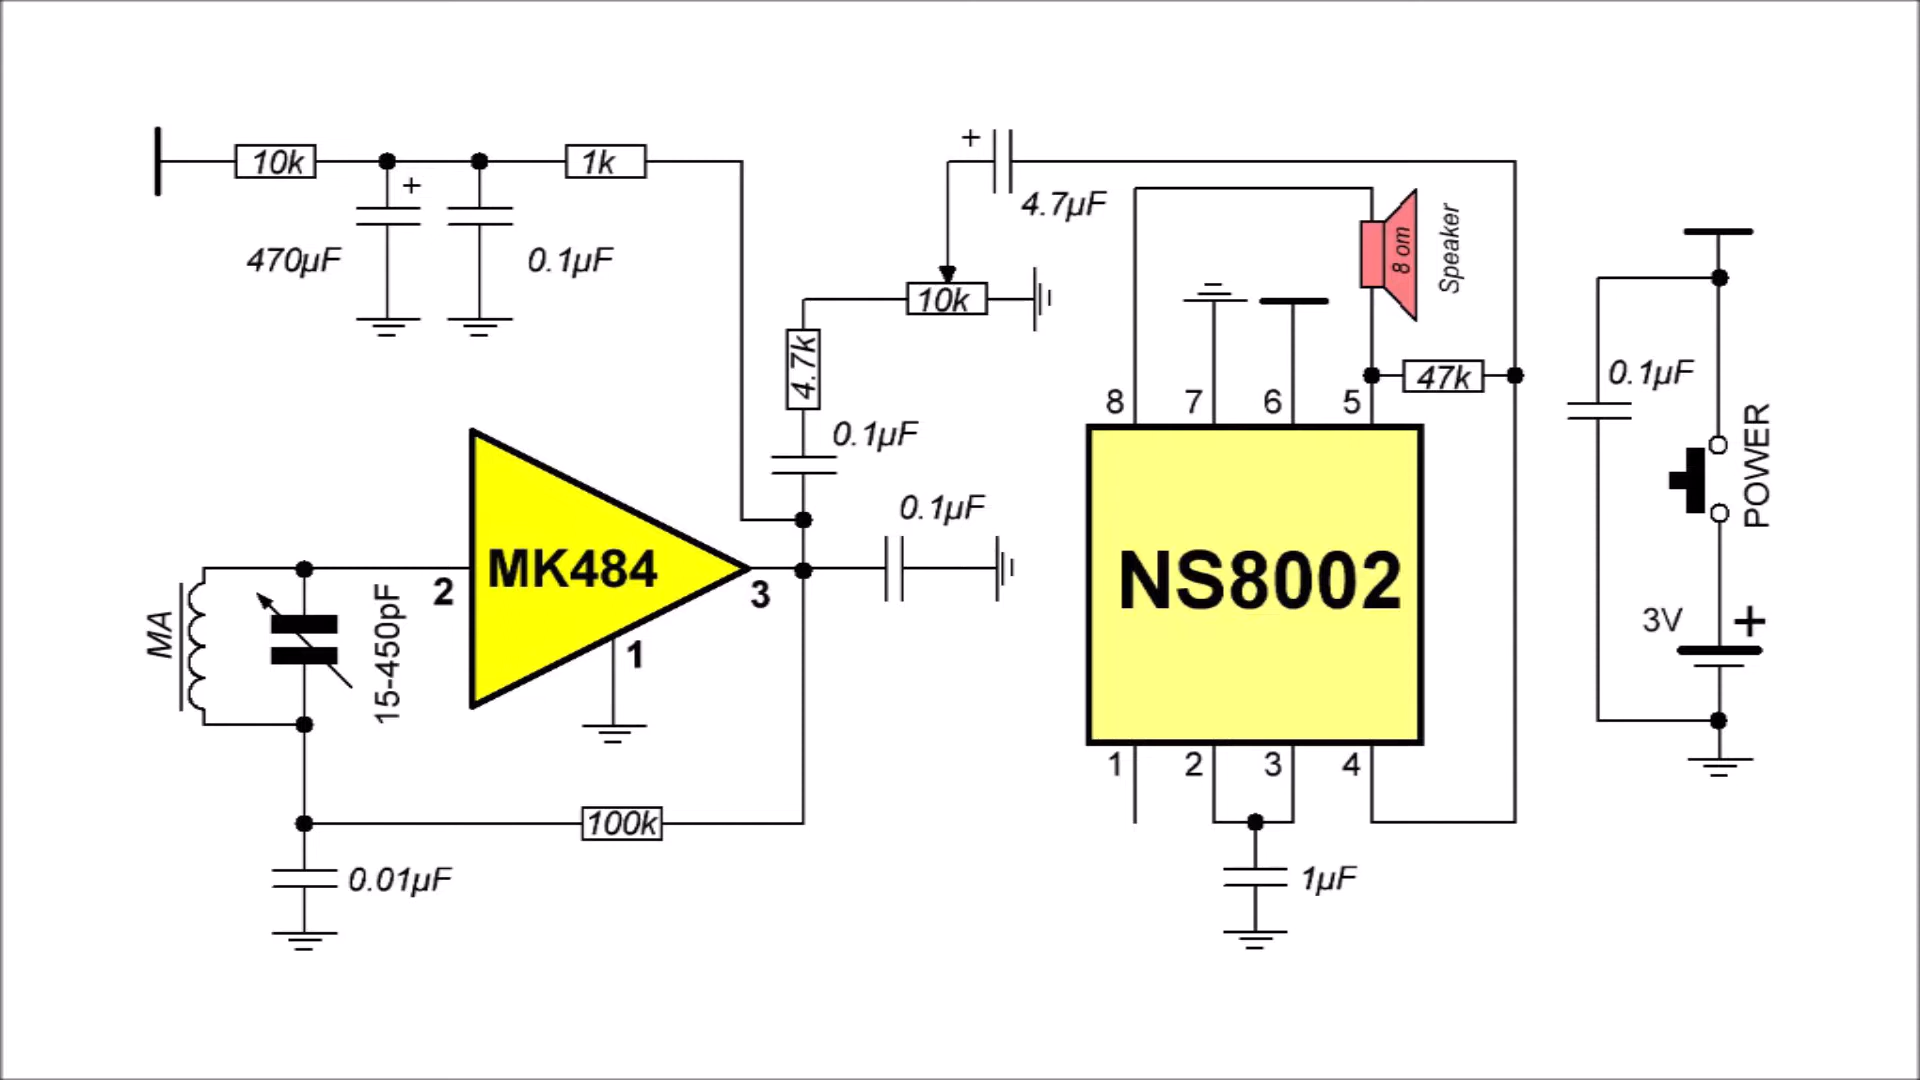 10k
1k
+
470µF
0.1µF
+
4.7µF
10k
4.7k
0.1µF
0.1µF
8 om
Speaker
47k
8
7
6
5
0.1µF
POWER
MK484
2
3
1
MA
15-450pF
NS8002
3V
+
1
2
3
4
100k
0.01µF
1µF